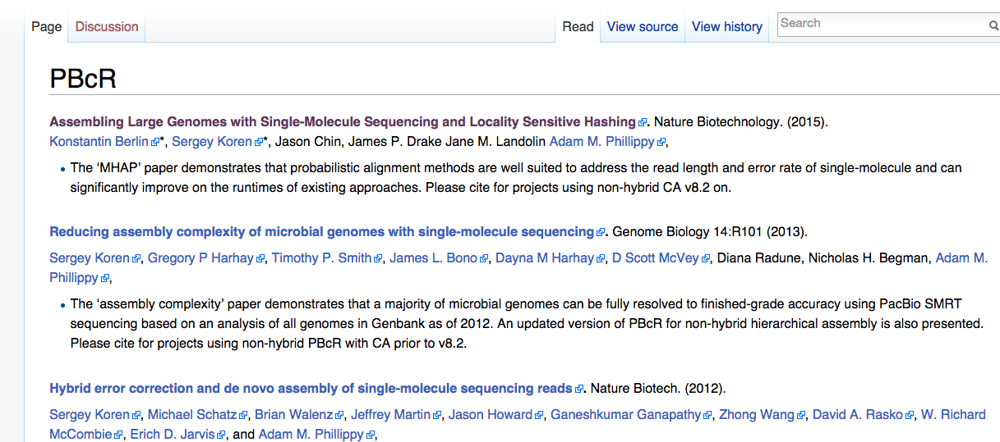 Page Discussion Read View source View history Search
PBcR
Assembling Large Genomes with Single-Molecule Sequencing and Locality Sensitive Hashing. Nature Biotechnology. (2015).
Konstantin Berlin*, Sergey Koren*, Jason Chin, James P. Drake Jane M. Landolin Adam M. Phillippy,
• The ‘MHAP’ paper demonstrates that probabilistic alignment methods are well suited to address the read length and error rate of single-molecule and can
significantly improve on the runtimes of existing approaches. Please cite for projects using non-hybrid CA v8.2 on.
Reducing assembly complexity of microbial genomes with single-molecule sequencing. Genome Biology 14:R101 (2013).
Sergey Koren, Gregory P Harhay, Timothy P. Smith, James L. Bono, Dayna M Harhay, D Scott McVey, Diana Radune, Nicholas H. Begman, Adam M.
Phillippy,
• The ‘assembly complexity’ paper demonstrates that a majority of microbial genomes can be fully resolved to finished-grade accuracy using PacBio SMRT
sequencing based on an analysis of all genomes in Genbank as of 2012. An updated version of PBcR for non-hybrid hierarchical assembly is also presented.
Please cite for projects using non-hybrid PBcR with CA prior to v8.2.
Hybrid error correction and de novo assembly of single-molecule sequencing reads. Nature Biotech. (2012).
Sergey Koren, Michael Schatz, Brian Walenz, Jeffrey Martin, Jason Howard, Ganeshkumar Ganapathy, Zhong Wang, David A. Rasko, W. Richard
McCombie, Erich D. Jarvis, and Adam M. Phillippy,